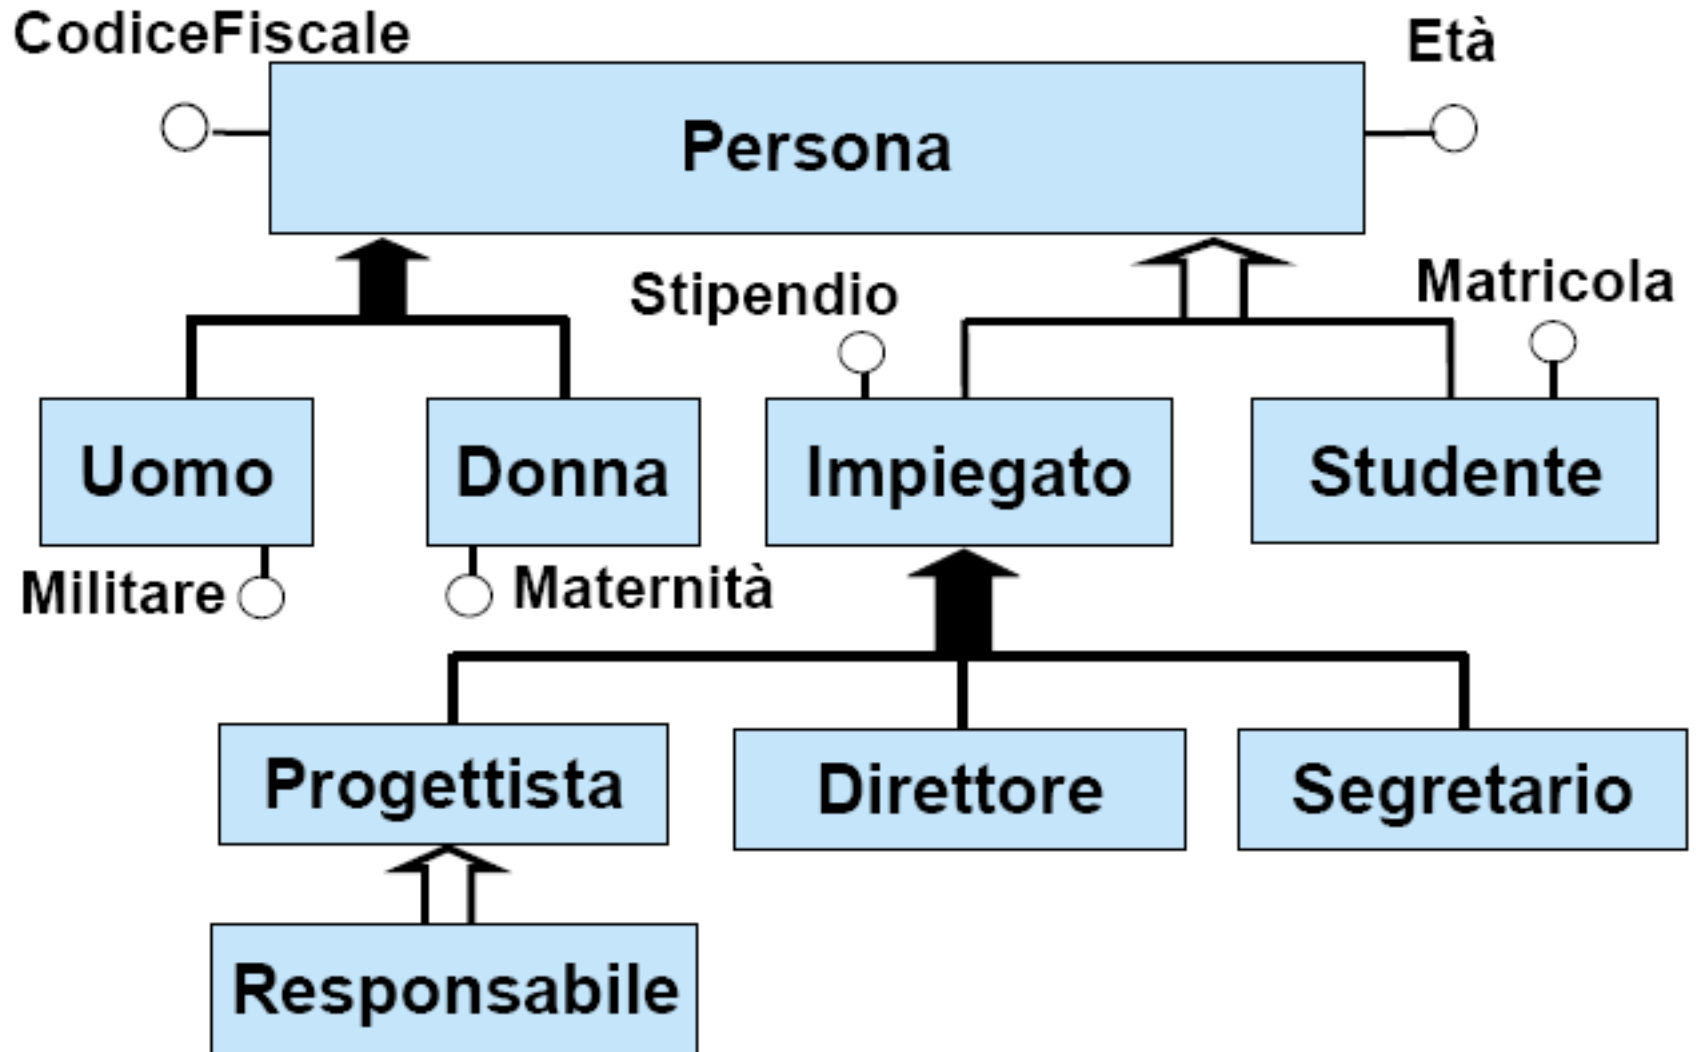 CodiceFiscale
Età
Persona
Stipendio
Matricola
Uomo
Donna
Impiegato
Studente
Militare
Maternità
Progettista
Direttore
Segretario
Responsabile